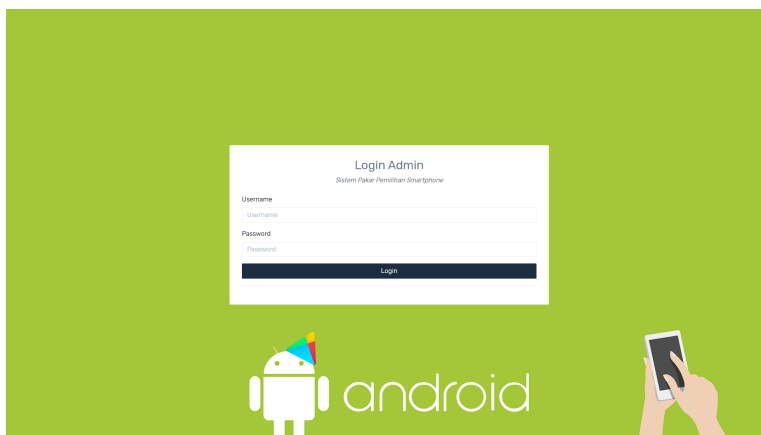 Login Admin
Sistem Pakar Pemilihan Smartphone
Username
Username
Password
Password
Login
android